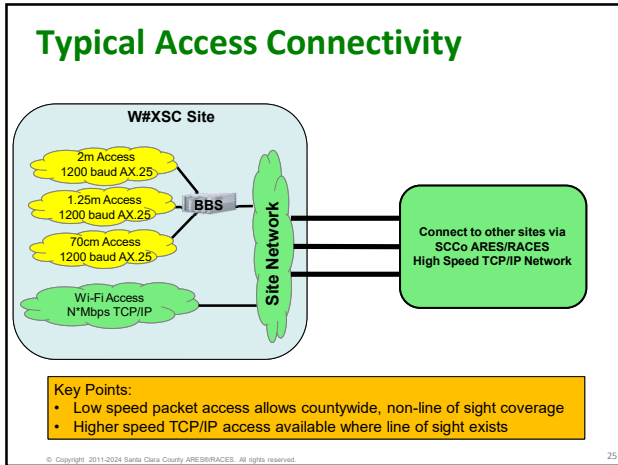 Typical Access Connectivity
W#XSC Site
2m Access
1200 baud AX.25
1.25m Access
1200 baud AX.25
70cm Access
1200 baud AX.25
BBS
Wi-Fi Access
N*Mbps TCP/IP
Site Network
Connect to other sites via
SCCo ARES/RACES
High Speed TCP/IP Network
Key Points:
• Low speed packet access allows countywide, non-line of sight coverage
• Higher speed TCP/IP access available where line of sight exists
© Copyright 2011-2024 Santa Clara County ARES®/RACES. All rights reserved.
25